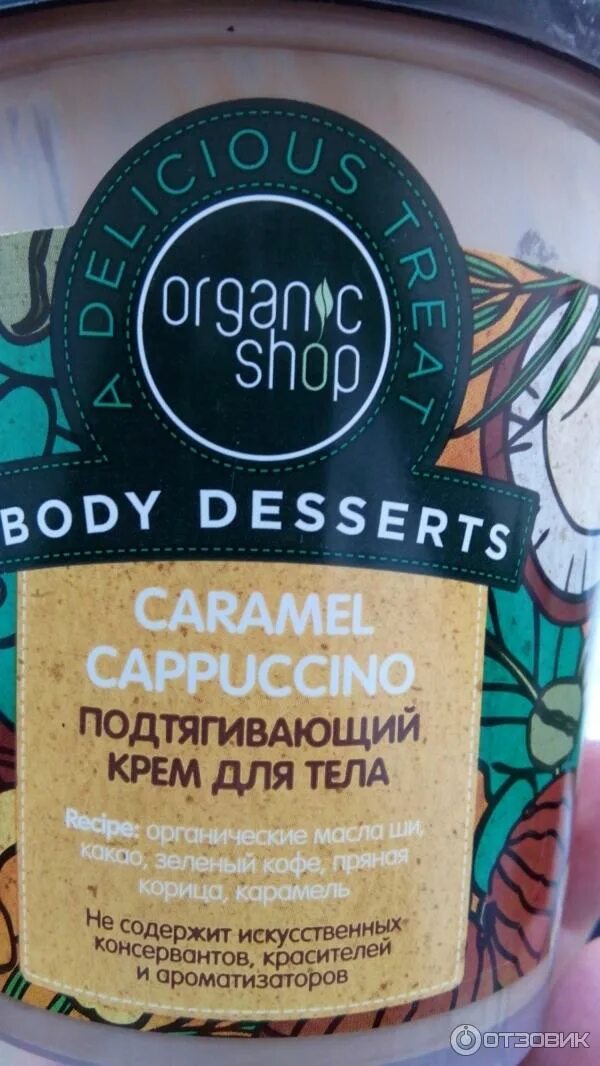 A DELICIOUS TREAT
organic
shop
BODY DESSERTS
CARAMEL
CAPPUCCINO
ПОДТЯГИВАЮЩИЙ
КРЕМ ДЛЯ ТЕЛА
Recipe: органические масла ши,
какао, зеленый кофе, пряная
корица, карамель
Не содержит искусственных
консервантов, красителей
и ароматизаторов
ОТЗОВИК